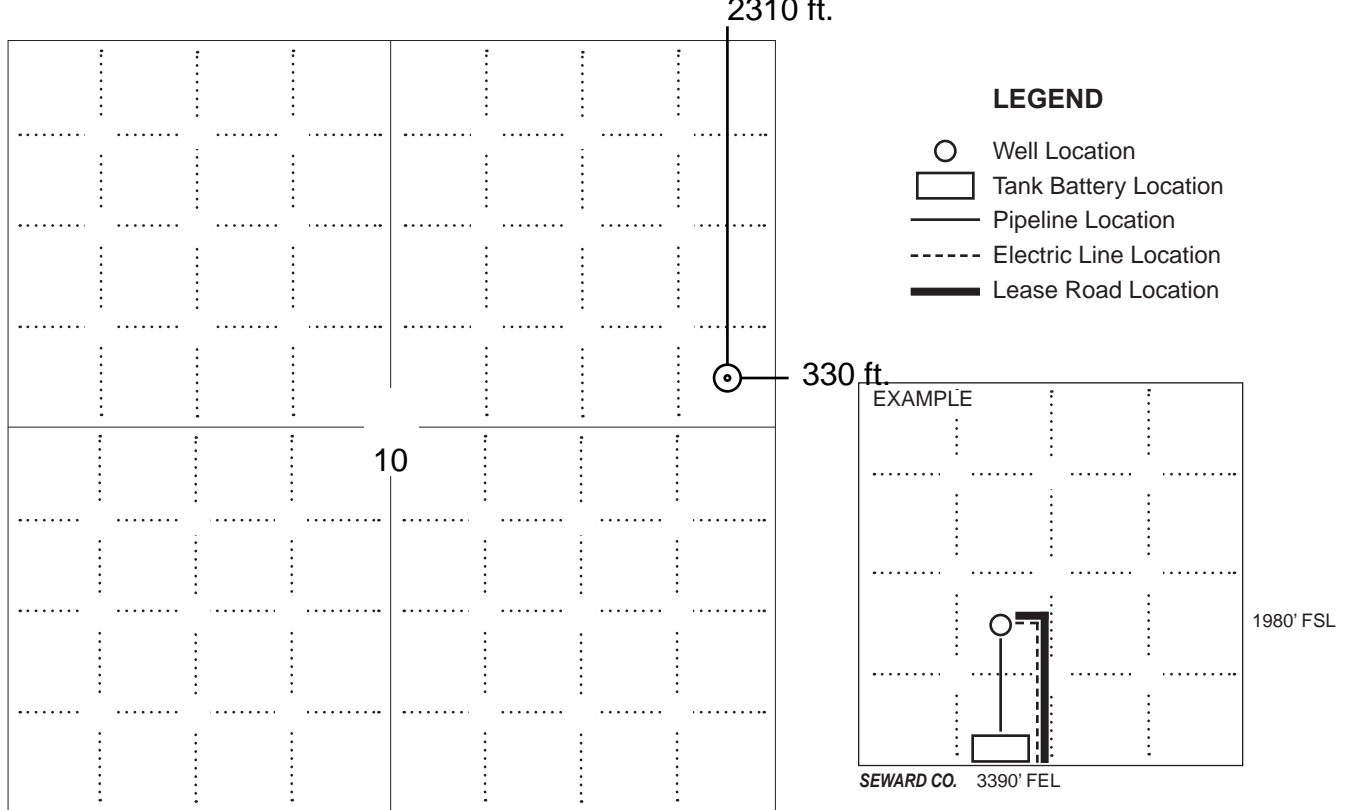 2310 ft.
LEGEND
Well Location
Tank Battery Location
Pipeline Location
Electric Line Location
Lease Road Location
330 ft.
EXAMPLE
10
1980' FSL
SEWARD CO. 3390' FEL